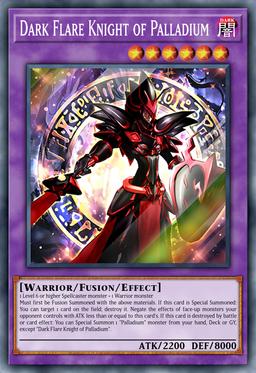 DARK FLARE KNIGHT OF PALLADIUM
DARK
闇
[WARRIOR/FUSION/EFFECT]
1 Level 6 or higher Spellcaster monster + 1 Warrior monster
Must first be Fusion Summoned with the above materials. If this card is Special Summoned:
You can target 1 card on the field; destroy it. Negate the effects of face-up monsters your
opponent controls with ATK less than or equal to this card's. If this card is destroyed by battle
or card effect: You can Special Summon 1 "Palladium" monster from your hand, Deck or GY,
except "Dark Flare Knight of Palladium".
ATK/2200 DEF/8000